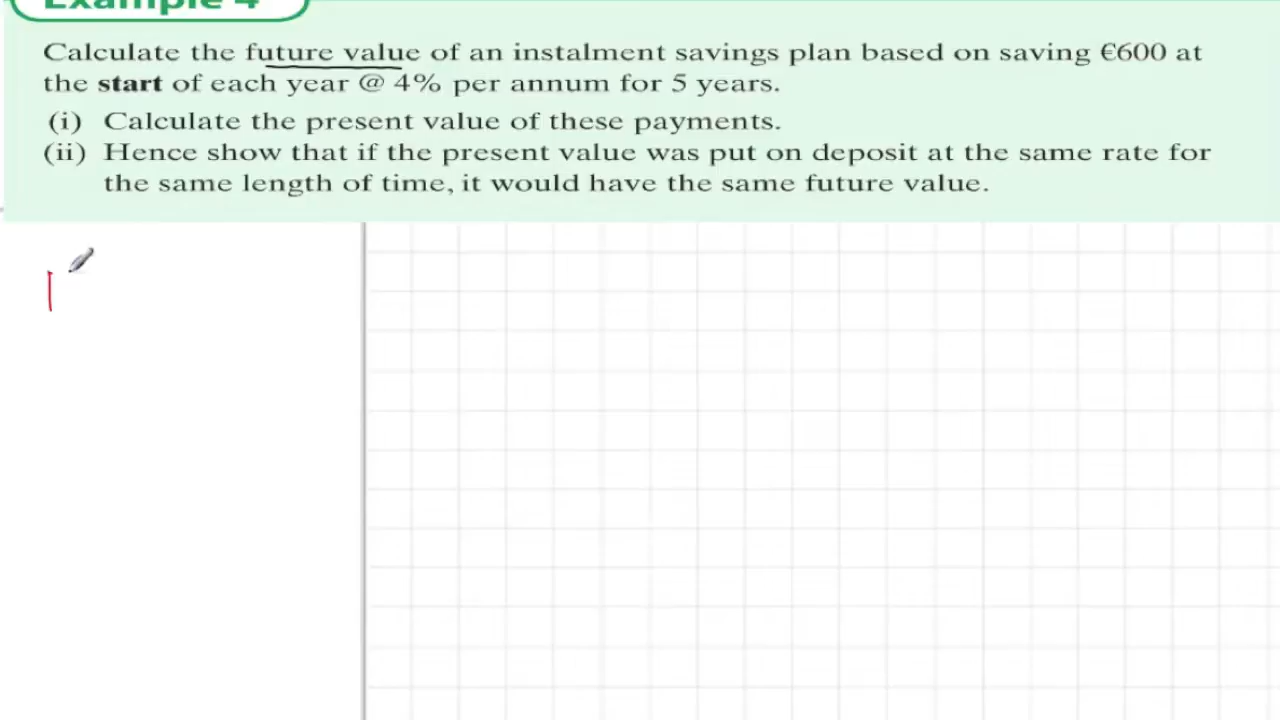 Example 4
Calculate the future value of an instalment savings plan based on saving €600 at
the start of each year @ 4% per annum for 5 years.
(i) Calculate the present value of these payments.
(ii) Hence show that if the present value was put on deposit at the same rate for
the same length of time, it would have the same future value.